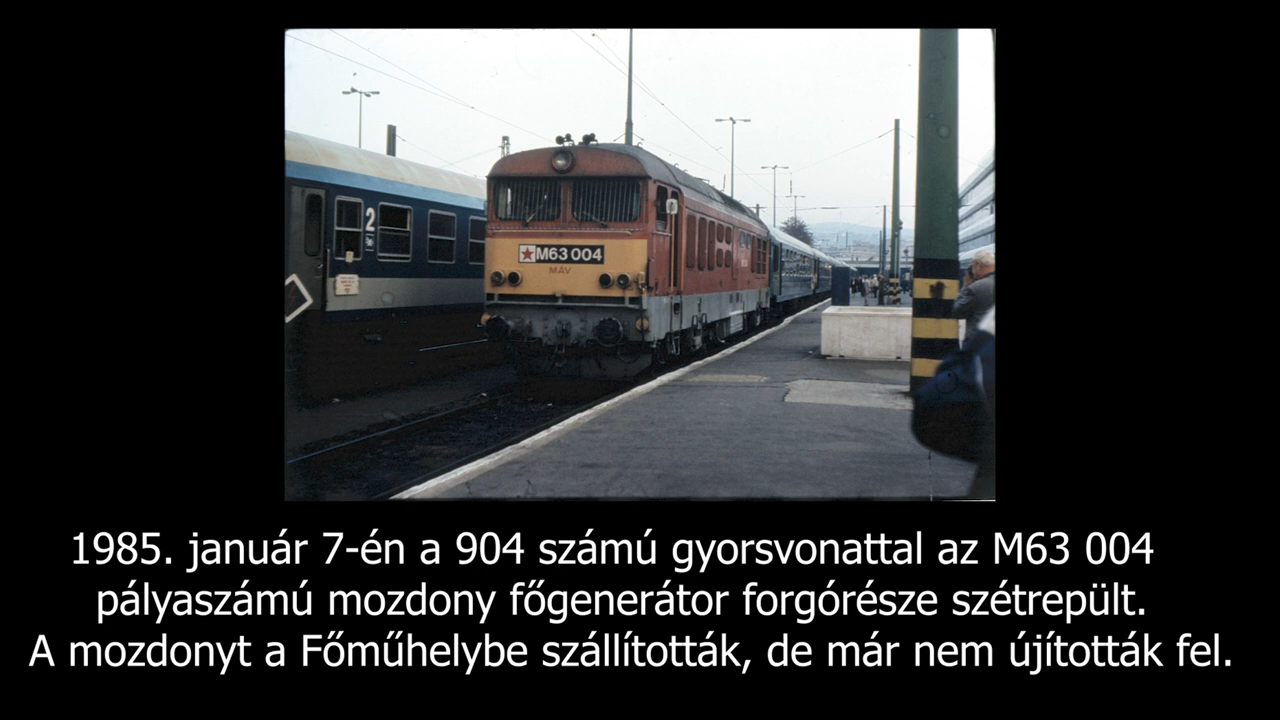 2
M63 004
MÁV
1985. január 7-én a 904 számú gyorsvonattal az M63 004
pályaszámú mozdony főgenerátor forgórésze szétrepült.
A mozdonyt a Főműhelybe szállították, de már nem újították fel.